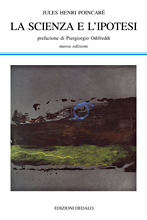 JULES HENRI POINCARÉ
LA SCIENZA E L'IPOTESI
prefazione di Piergiorgio Odifreddi
nuova edizione
EDIZIONI DEDALO